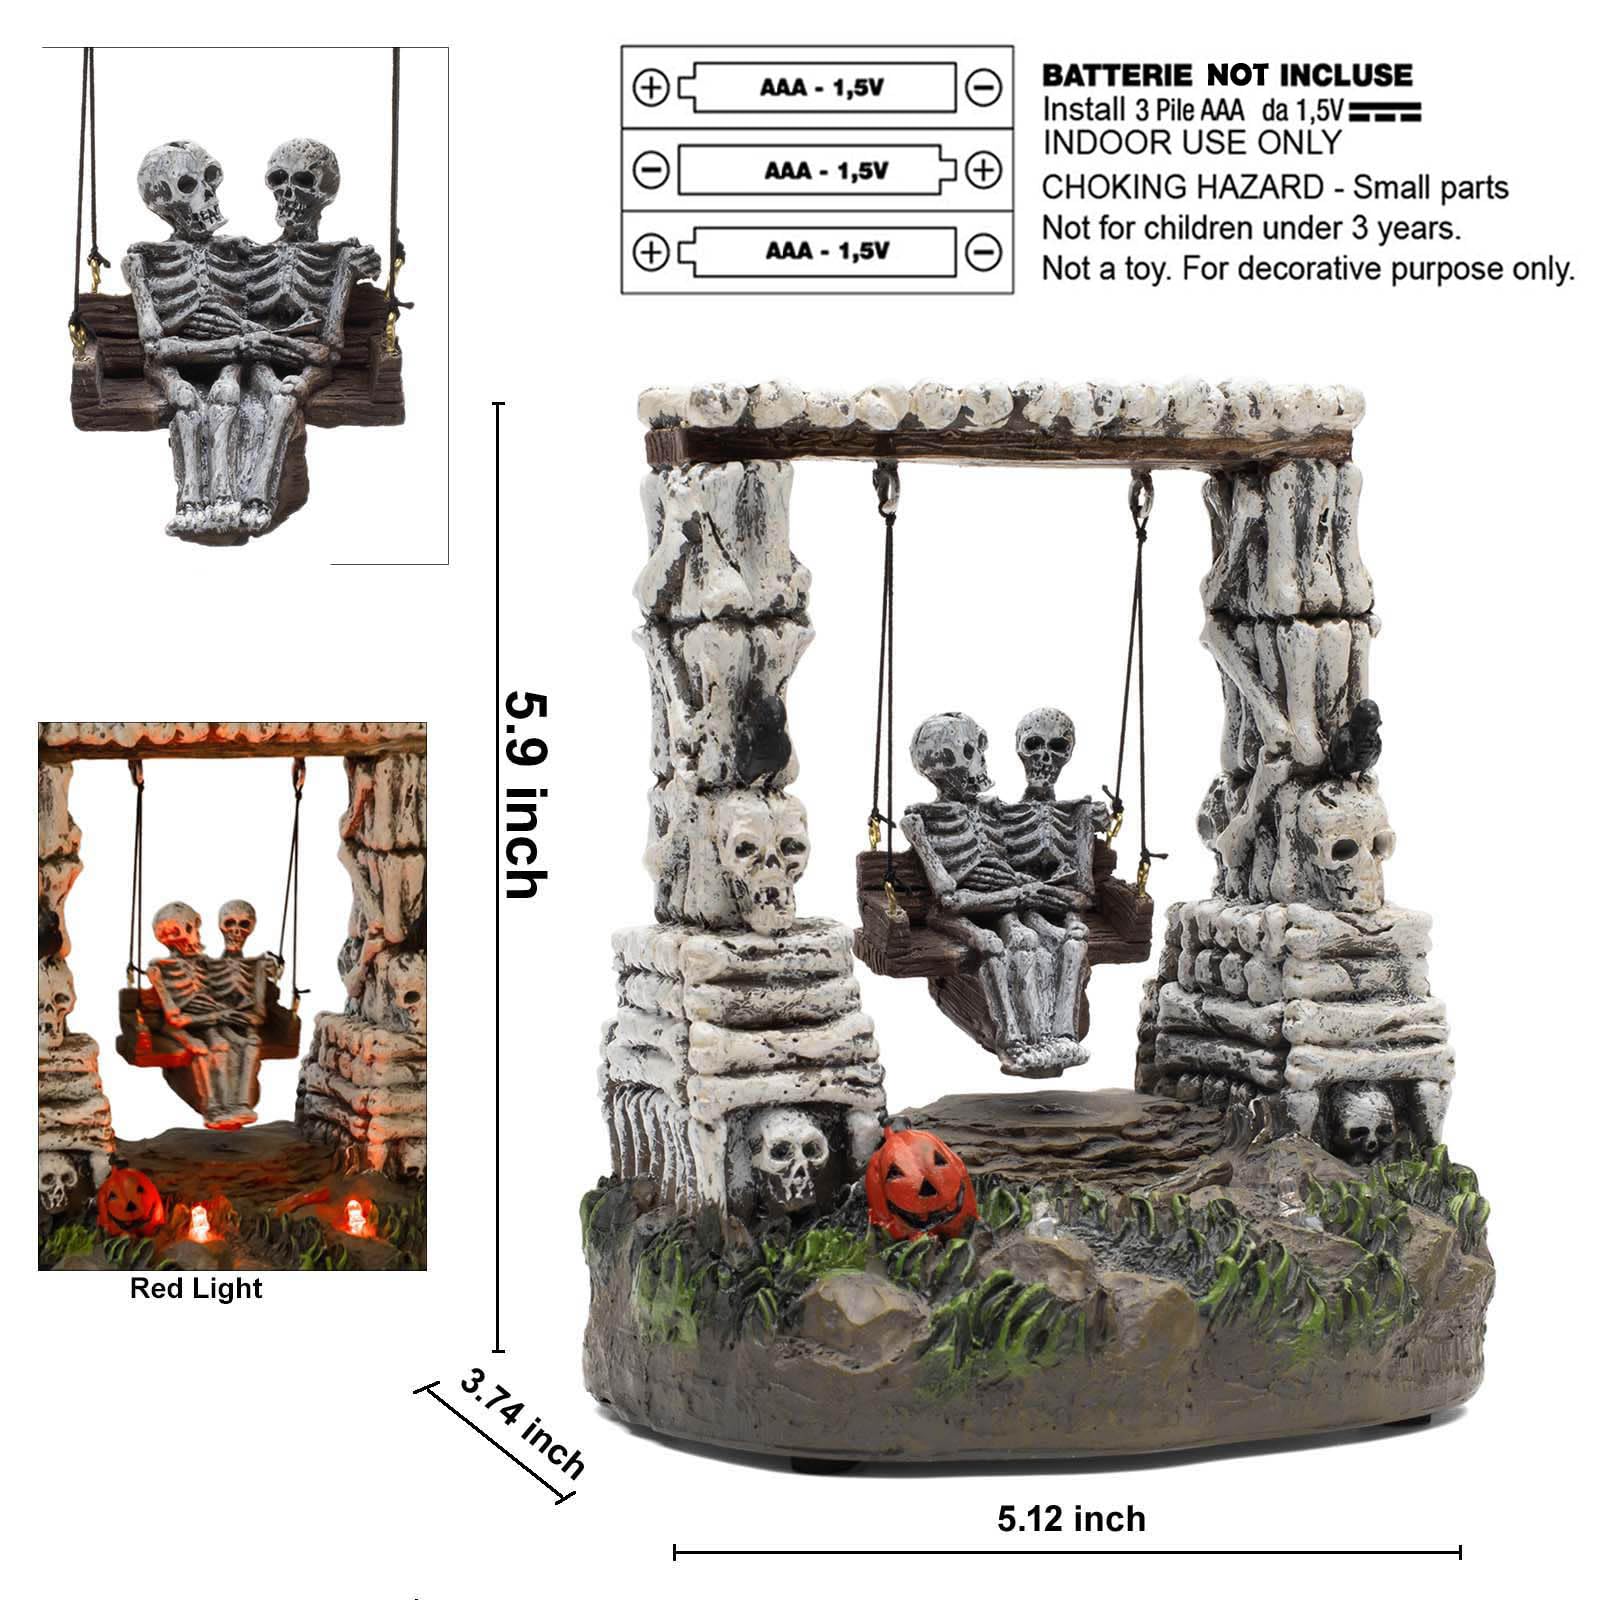 AAA - 1,5V
AAA - 1,5V
AAA - 1,5V
BATTERIE NOT INCLUSE
Install 3 Pile AAA da 1,5V
INDOOR USE ONLY
CHOKING HAZARD - Small parts
Not for children under 3 years.
Not a toy. For decorative purpose only.
5.9 inch
Red Light
3.74 inch
5.12 inch